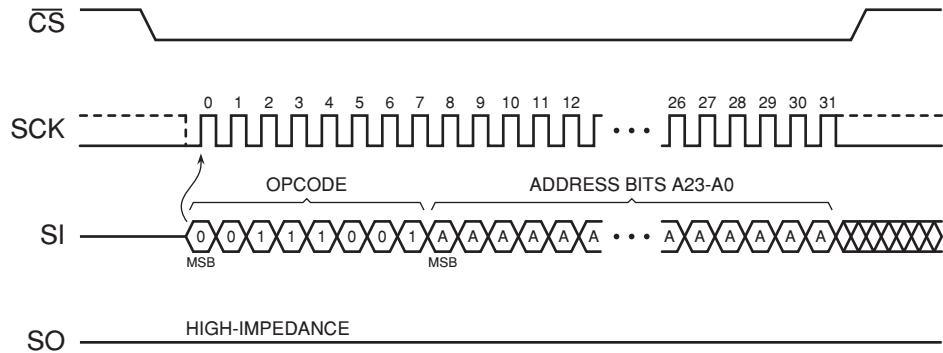 CS
0 1 2 3 4 5 6 7 8 9 10 11 12 26 27 28 29 30 31
SCK
OPCODE ADDRESS BITS A23-A0
SI 0 0 1 1 1 0 0 1 A A A A A A A A A A A A
MSB MSB
HIGH-IMPEDANCE
SO